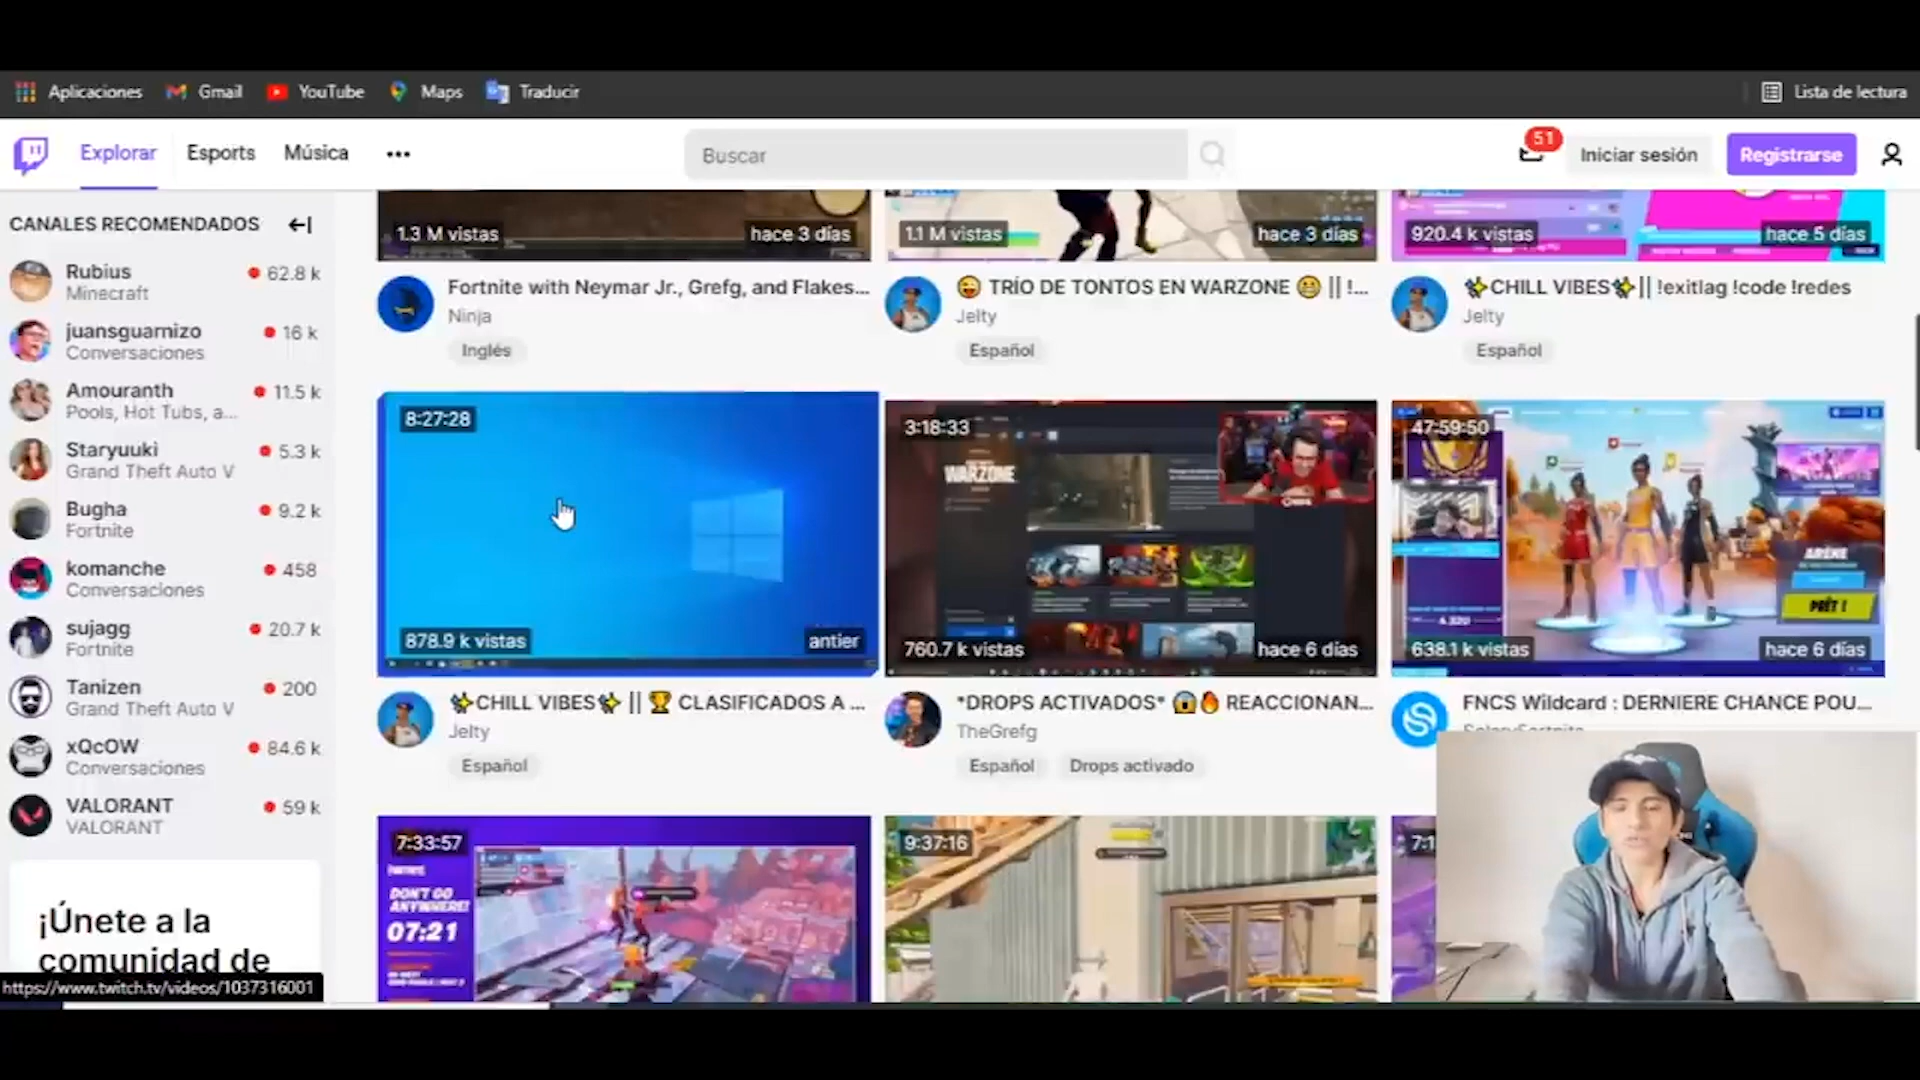 Aplicaciones Gmail YouTube Maps Traducir Lista de lectura
Explorar Esports Música ••• Buscar 51 Iniciar sesión Registrarse
CANALES RECOMENDADOS
Rubius 62.8 k
Minecraft
juansguarnizo 16 k
Conversaciones
Amouranth 11.5 k
Pools, Hot Tubs, a...
Staryuuki 5.3 k
Grand Theft Auto V
Bugha 9.2 k
Fortnite
komanche 458
Conversaciones
sujagg 20.7 k
Fortnite
Tanizen 200
Grand Theft Auto V
xQcOW 84.6 k
Conversaciones
VALORANT 59 k
VALORANT
¡Únete a la
comunidad de
https://www.twitch.tv/videos/1037316001
1.3 M vistas hace 3 días
Fortnite with Neymar Jr., Grefg, and Flakes...
Ninja
Inglés
1.1 M vistas hace 3 días
😜 TRÍO DE TONTOS EN WARZONE 😬 || !...
Jelty
Español
920.4 k vistas hace 5 días
✨CHILL VIBES✨|| !exitlag !code !redes
Jelty
Español
8:27:28
878.9 k vistas antier
✨CHILL VIBES✨ || 🏆 CLASIFICADOS A ...
Jelty
Español
3:18:33
WARZONE
760.7 k vistas hace 6 días
*DROPS ACTIVADOS* 😱🔥 REACCIONAN...
TheGrefg
Español Drops activado
47:59:50
ARÈNE
PRÊT !
638.1 k vistas hace 6 días
FNCS Wildcard : DERNIERE CHANCE POU...
7:33:57
DON'T GO
ANYWHERE!
07:21
9:37:16
7:1